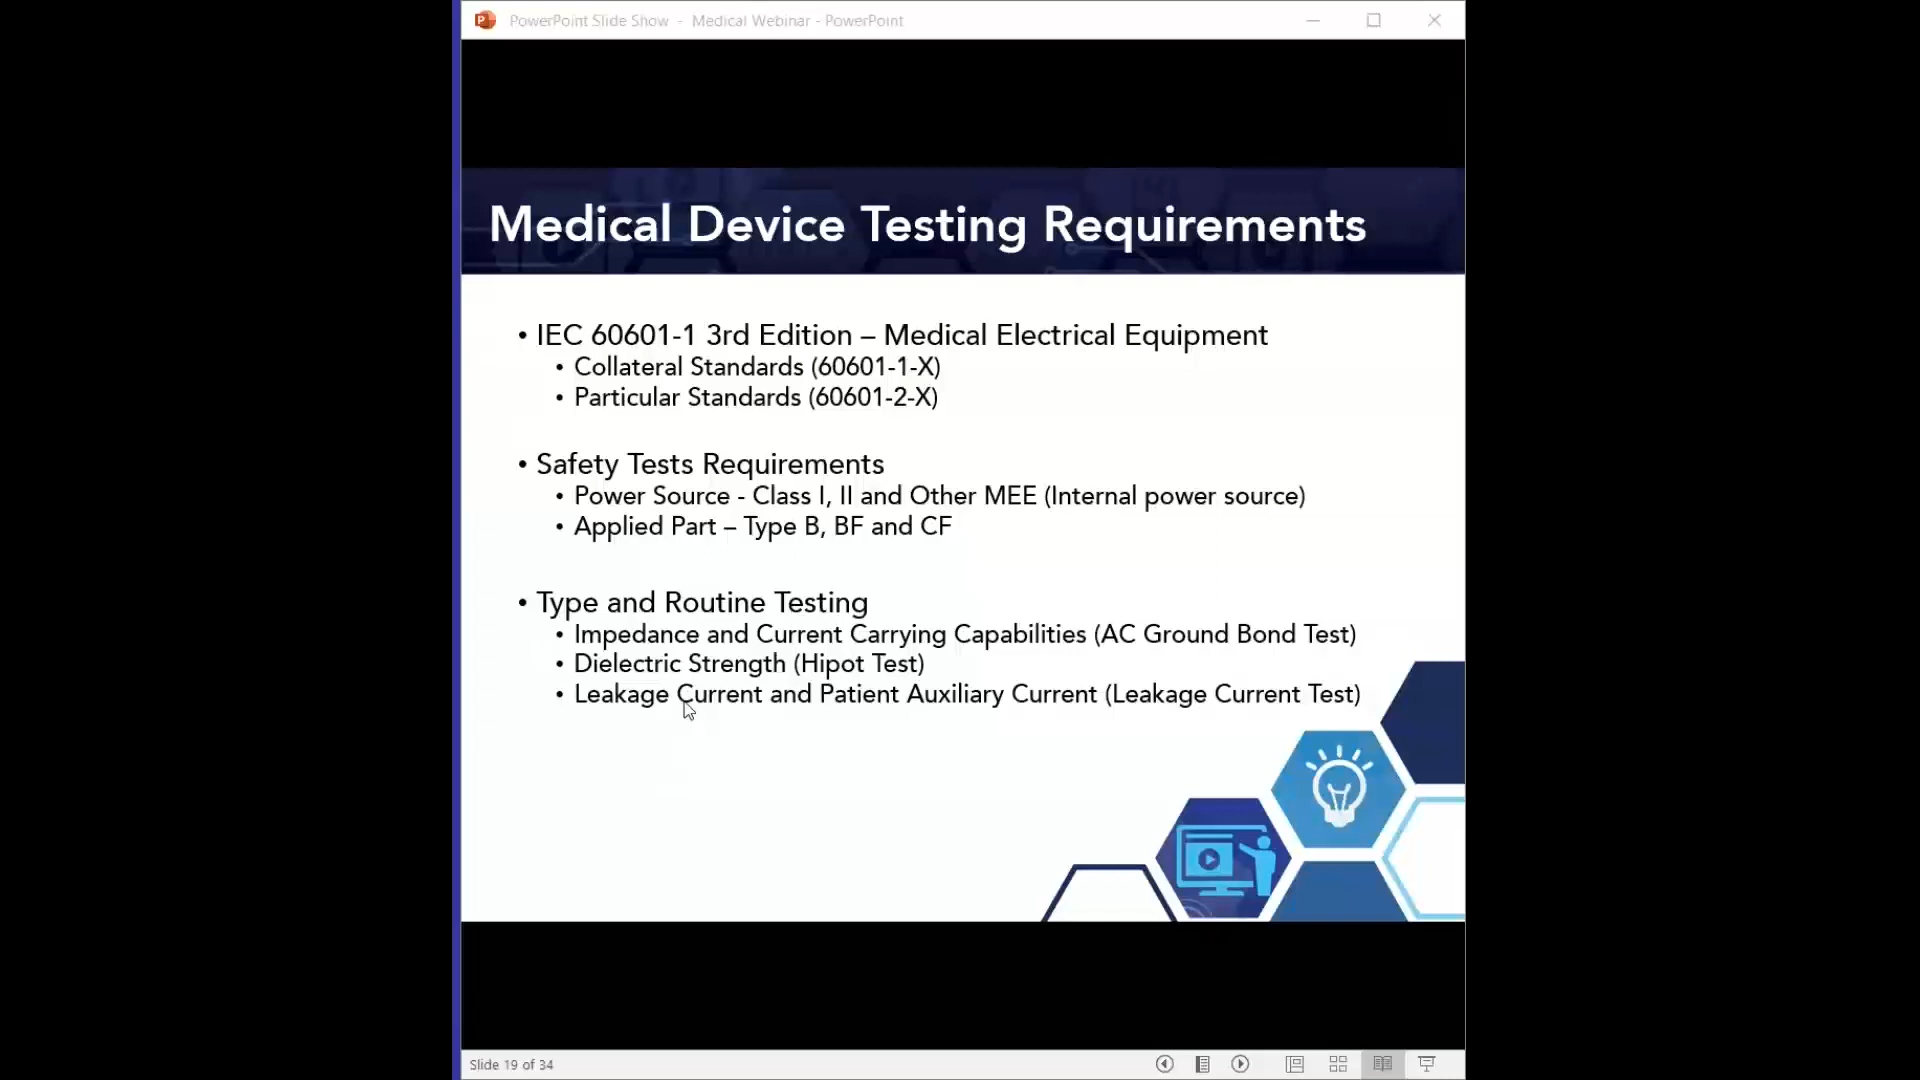 PowerPoint Slide Show - Medical Webinar - PowerPoint
Medical Device Testing Requirements
• IEC 60601-1 3rd Edition – Medical Electrical Equipment
• Collateral Standards (60601-1-X)
• Particular Standards (60601-2-X)
• Safety Tests Requirements
• Power Source - Class I, II and Other MEE (Internal power source)
• Applied Part – Type B, BF and CF
• Type and Routine Testing
• Impedance and Current Carrying Capabilities (AC Ground Bond Test)
• Dielectric Strength (Hipot Test)
• Leakage Current and Patient Auxiliary Current (Leakage Current Test)
Slide 19 of 34